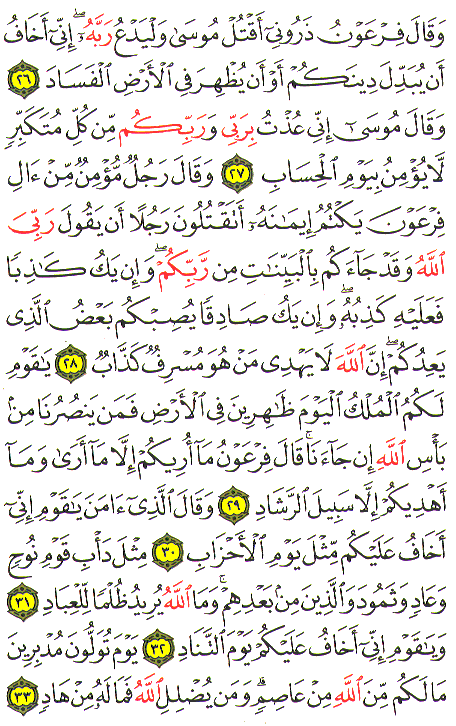 وَقَالَ فِرْعَوْنُ ذَرُونِىٓ أَقْتُلْ مُوسَىٰ وَلْيَدْعُ رَبَّهُۥٓ ۖ إِنِّىٓ أَخَافُ
أَن يُبَدِّلَ دِينَكُمْ أَوْ أَن يُظْهِرَ فِى ٱلْأَرْضِ ٱلْفَسَادَ ٢٦
وَقَالَ مُوسَىٰٓ إِنِّى عُذْتُ بِرَبِّى وَرَبِّكُم مِّن كُلِّ مُتَكَبِّرٍ
لَّا يُؤْمِنُ بِيَوْمِ ٱلْحِسَابِ ٢٧ وَقَالَ رَجُلٌ مُّؤْمِنٌ مِّنْ ءَالِ
فِرْعَوْنَ يَكْتُمُ إِيمَٰنَهُۥٓ أَتَقْتُلُونَ رَجُلًا أَن يَقُولَ رَبِّىَ
ٱللَّهُ وَقَدْ جَآءَكُم بِٱلْبَيِّنَٰتِ مِن رَّبِّكُمْ ۖ وَإِن يَكُ كَٰذِبًا
فَعَلَيْهِ كَذِبُهُۥ ۖ وَإِن يَكُ صَادِقًا يُصِبْكُم بَعْضُ ٱلَّذِى
يَعِدُكُمْ ۖ إِنَّ ٱللَّهَ لَا يَهْدِى مَنْ هُوَ مُسْرِفٌ كَذَّابٌ ٢٨ يَٰقَوْمِ
لَكُمُ ٱلْمُلْكُ ٱلْيَوْمَ ظَٰهِرِينَ فِى ٱلْأَرْضِ فَمَن يَنصُرُنَا مِنۢ
بَأْسِ ٱللَّهِ إِن جَآءَنَا ۚ قَالَ فِرْعَوْنُ مَآ أُرِيكُمْ إِلَّا مَآ أَرَىٰ وَمَآ
أَهْدِيكُمْ إِلَّا سَبِيلَ ٱلرَّشَادِ ٢٩ وَقَالَ ٱلَّذِىٓ ءَامَنَ يَٰقَوْمِ إِنِّىٓ
أَخَافُ عَلَيْكُم مِّثْلَ يَوْمِ ٱلْأَحْزَابِ ٣٠ مِثْلَ دَأْبِ قَوْمِ نُوحٍ
وَعَادٍ وَثَمُودَ وَٱلَّذِينَ مِنۢ بَعْدِهِمْ ۚ وَمَا ٱللَّهُ يُرِيدُ ظُلْمًا لِّلْعِبَادِ ٣١
وَيَٰقَوْمِ إِنِّىٓ أَخَافُ عَلَيْكُمْ يَوْمَ ٱلتَّنَادِ ٣٢ يَوْمَ تُوَلُّونَ مُدْبِرِينَ
مَا لَكُم مِّنَ ٱللَّهِ مِنْ عَاصِمٍ ۗ وَمَن يُضْلِلِ ٱللَّهُ فَمَا لَهُۥ مِنْ هَادٍ ٣٣